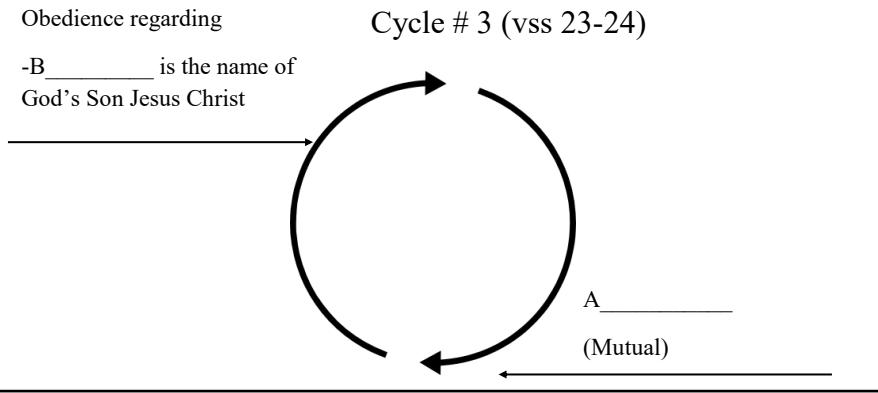 Obedience regarding
Cycle # 3 (vss 23-24)
-B_________ is the name of
God’s Son Jesus Christ
A___________
(Mutual)